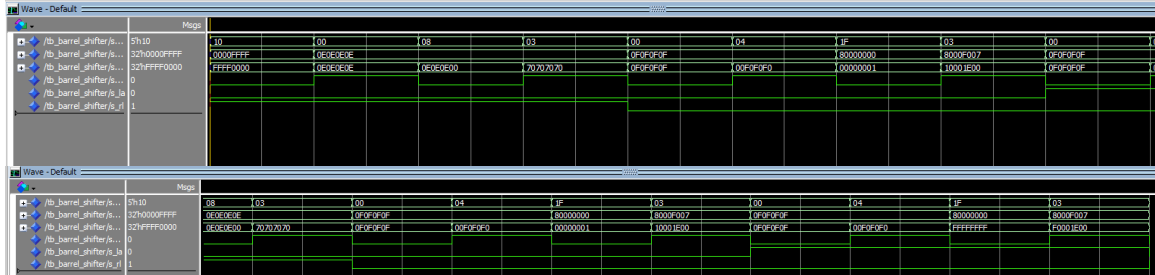 Wave - Default
Msgs
/tb_barrel_shifter/s... 5'h10 10 00 08 03 00 04 1F 03 00
/tb_barrel_shifter/s... 32'h0000FFFF 0000FFFF 0E0E0E0E 0F0F0F0F 80000000 8000F007 0F0F0F0F
/tb_barrel_shifter/s... 32'hFFFF0000 FFFF0000 0E0E0E0E 0E0E0E00 70707070 0F0F0F0F 00F0F0F0 00000001 10001E00 0F0F0F0F
/tb_barrel_shifter/s... 0
/tb_barrel_shifter/s_la 0
/tb_barrel_shifter/s_rl 1
Wave - Default
Msgs
/tb_barrel_shifter/s... 5'h10 08 03 00 04 1F 03 00 04 1F 03
/tb_barrel_shifter/s... 32'h0000FFFF 0E0E0E0E 0F0F0F0F 80000000 8000F007 0F0F0F0F 80000000 8000F007
/tb_barrel_shifter/s... 32'hFFFF0000 0E0E0E00 70707070 0F0F0F0F 00F0F0F0 00000001 10001E00 0F0F0F0F 00F0F0F0 FFFFFFFF F0001E00
/tb_barrel_shifter/s... 0
/tb_barrel_shifter/s_la 0
/tb_barrel_shifter/s_rl 1